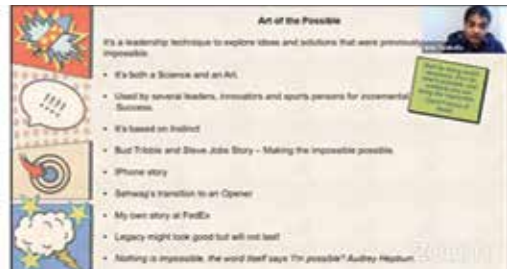 Art of the Possible
It's a leadership technique to explore ideas and solutions that were previously
impossible.
• It's both a Science and an Art.
• Used by several leaders, innovators and sports persons for incremental
Success.
• It's based on Instinct
• Bud Tribble and Steve Jobs Story – Making the impossible possible.
• IPhone story
• Sehwag's transition to an Opener
• My own story at FedEx
• Legacy might look good but will not last!
• Nothing is impossible, the word itself says 'I'm possible!' Audrey Hepburn
!!!!